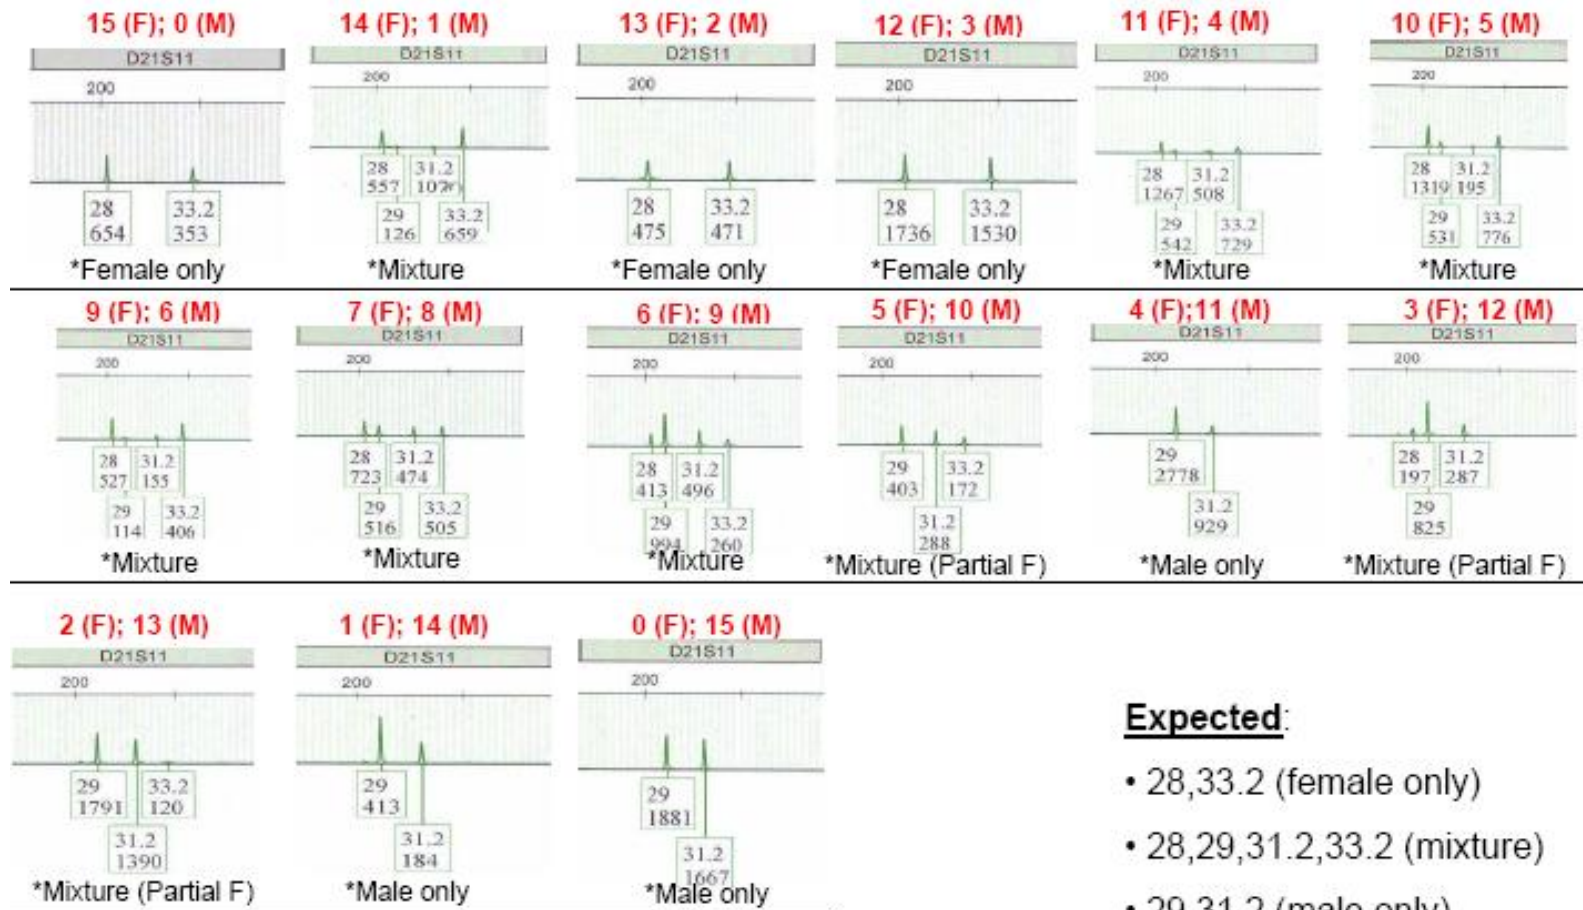 15 (F); 0 (M)
D21S11
200
28
654
33.2
353
*Female only
14 (F); 1 (M)
D21S11
200
28
557
31.2
29
126
33.2
659
*Mixture
13 (F); 2 (M)
D21S11
200
28
475
33.2
471
*Female only
12 (F); 3 (M)
D21S11
200
28
1736
33.2
1530
*Female only
11 (F); 4 (M)
D21S11
200
28
1267
31.2
508
29
542
33.2
729
*Mixture
10 (F); 5 (M)
D21S11
200
28
1319
31.2
195
29
531
33.2
776
*Mixture
9 (F); 6 (M)
D21S11
200
28
527
31.2
155
29
114
33.2
406
*Mixture
7 (F); 8 (M)
D21S11
200
28
723
31.2
474
29
516
33.2
505
*Mixture
6 (F); 9 (M)
D21S11
200
28
413
31.2
496
29
994
33.2
260
*Mixture
5 (F); 10 (M)
D21S11
200
29
403
33.2
172
31.2
288
*Mixture (Partial F)
4 (F);11 (M)
D21S11
200
29
2778
31.2
929
*Male only
3 (F); 12 (M)
D21S11
200
28
197
31.2
287
29
825
*Mixture (Partial F)
2 (F); 13 (M)
D21S11
200
29
1791
33.2
120
31.2
1390
*Mixture (Partial F)
1 (F); 14 (M)
D21S11
200
29
413
31.2
184
*Male only
0 (F); 15 (M)
D21S11
200
29
1881
31.2
1667
*Male only
Expected:
• 28,33.2 (female only)
• 28,29,31.2,33.2 (mixture)
• 29,31.2 (male only)